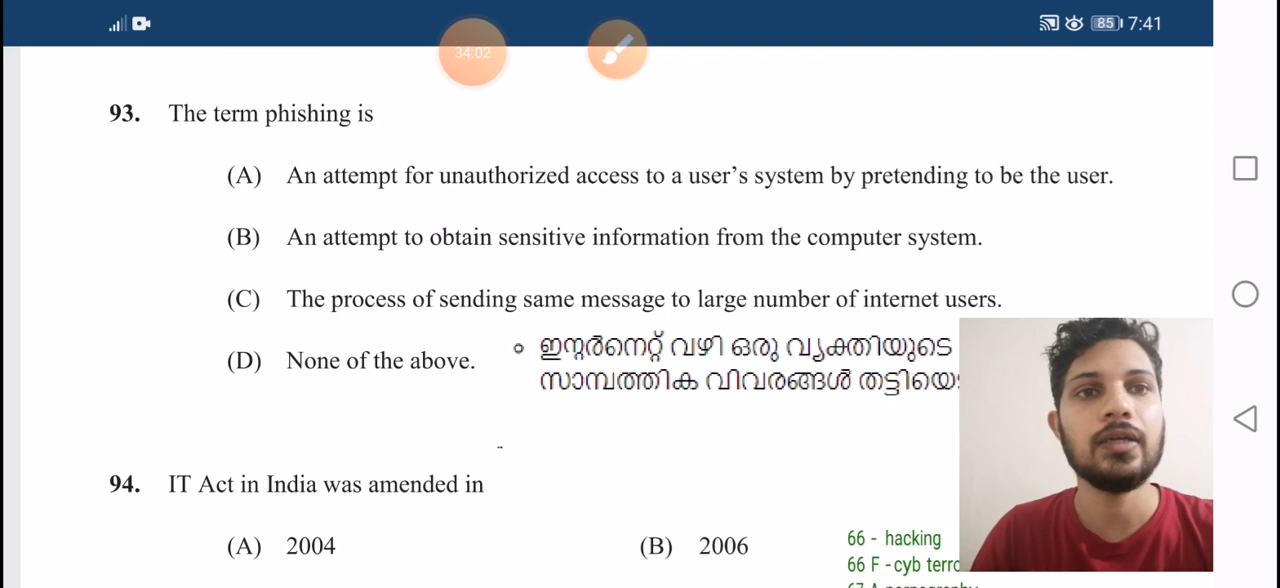 85 7:41
34:02
93. The term phishing is
(A) An attempt for unauthorized access to a user's system by pretending to be the user.
(B) An attempt to obtain sensitive information from the computer system.
(C) The process of sending same message to large number of internet users.
(D) None of the above.
ഇന്റർനെറ്റ് വഴി ഒരു വ്യക്തിയുടെ
സാമ്പത്തിക വിവരങ്ങൾ
94. IT Act in India was amended in
(A) 2004 (B) 2006
66 - hacking
66 F - cyb
67 A